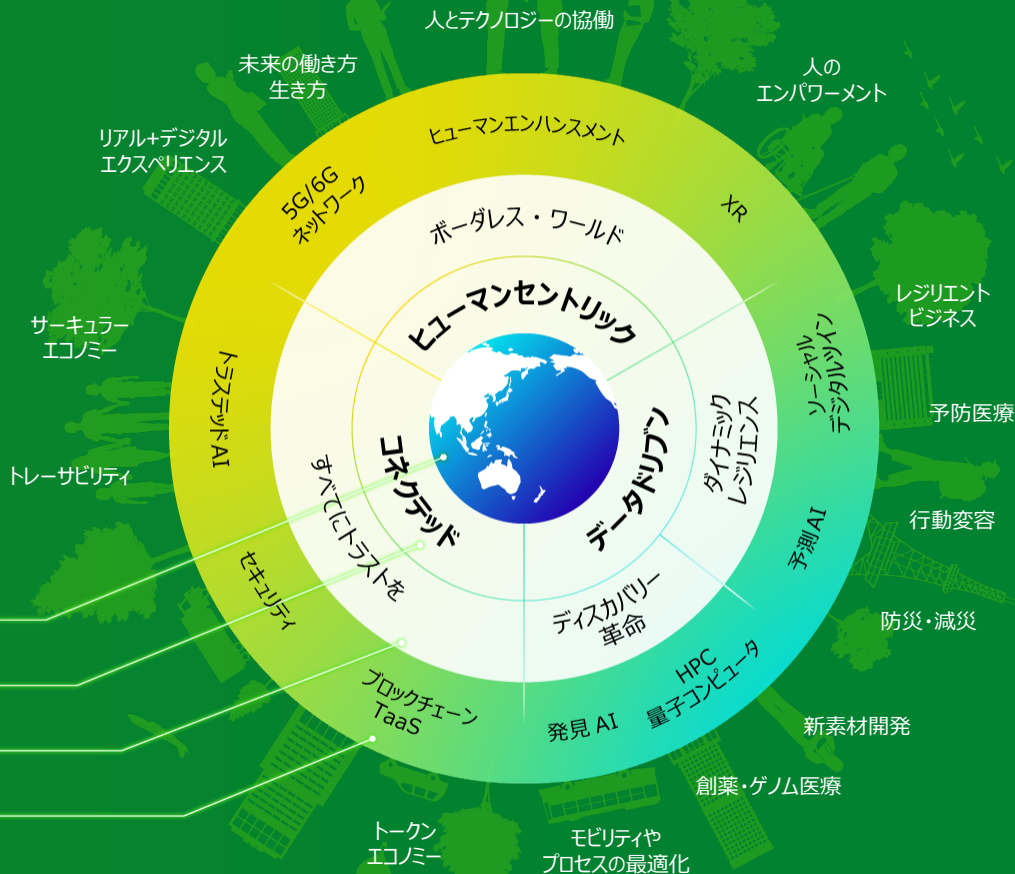 人とテクノロジーの協働
未来の働き方
生き方
人の
エンパワーメント
リアル+デジタル
エクスペリエンス
ヒューマンエンハンスメント
5G/6G
ネットワーク
XR
ボーダレス・ワールド
ヒューマンセントリック
レジリエント
ビジネス
サーキュラー
エコノミー
ソーシャル
デジタルツイン
トラステッドAI
ダイナミック
レジリエンス
予防医療
コネクテッド
データドリブン
すべてにトラストを
トレーサビリティ
行動変容
予測AI
セキュリティ
ディスカバリー
革命
防災・減災
HPC
量子コンピュータ
ブロックチェーン
TaaS
発見 AI
新素材開発
創薬・ゲノム医療
トークン
エコノミー
モビリティや
プロセスの最適化